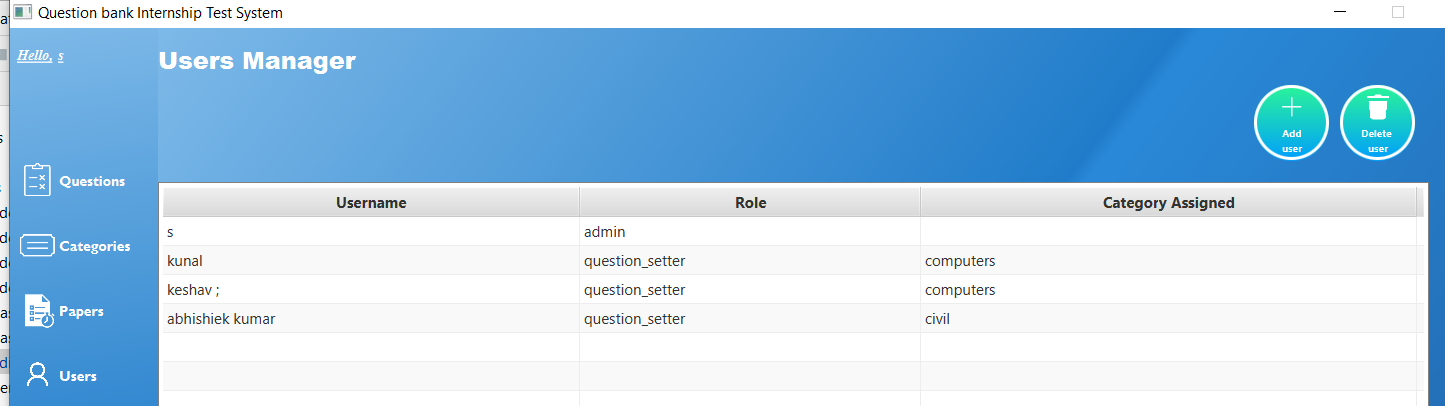 Question bank Internship Test System
Hello, s
Users Manager
Add user
Delete user
Questions
Categories
Papers
Users
Username Role Category Assigned
s admin
kunal question_setter computers
keshav ; question_setter computers
abhishiek kumar question_setter civil